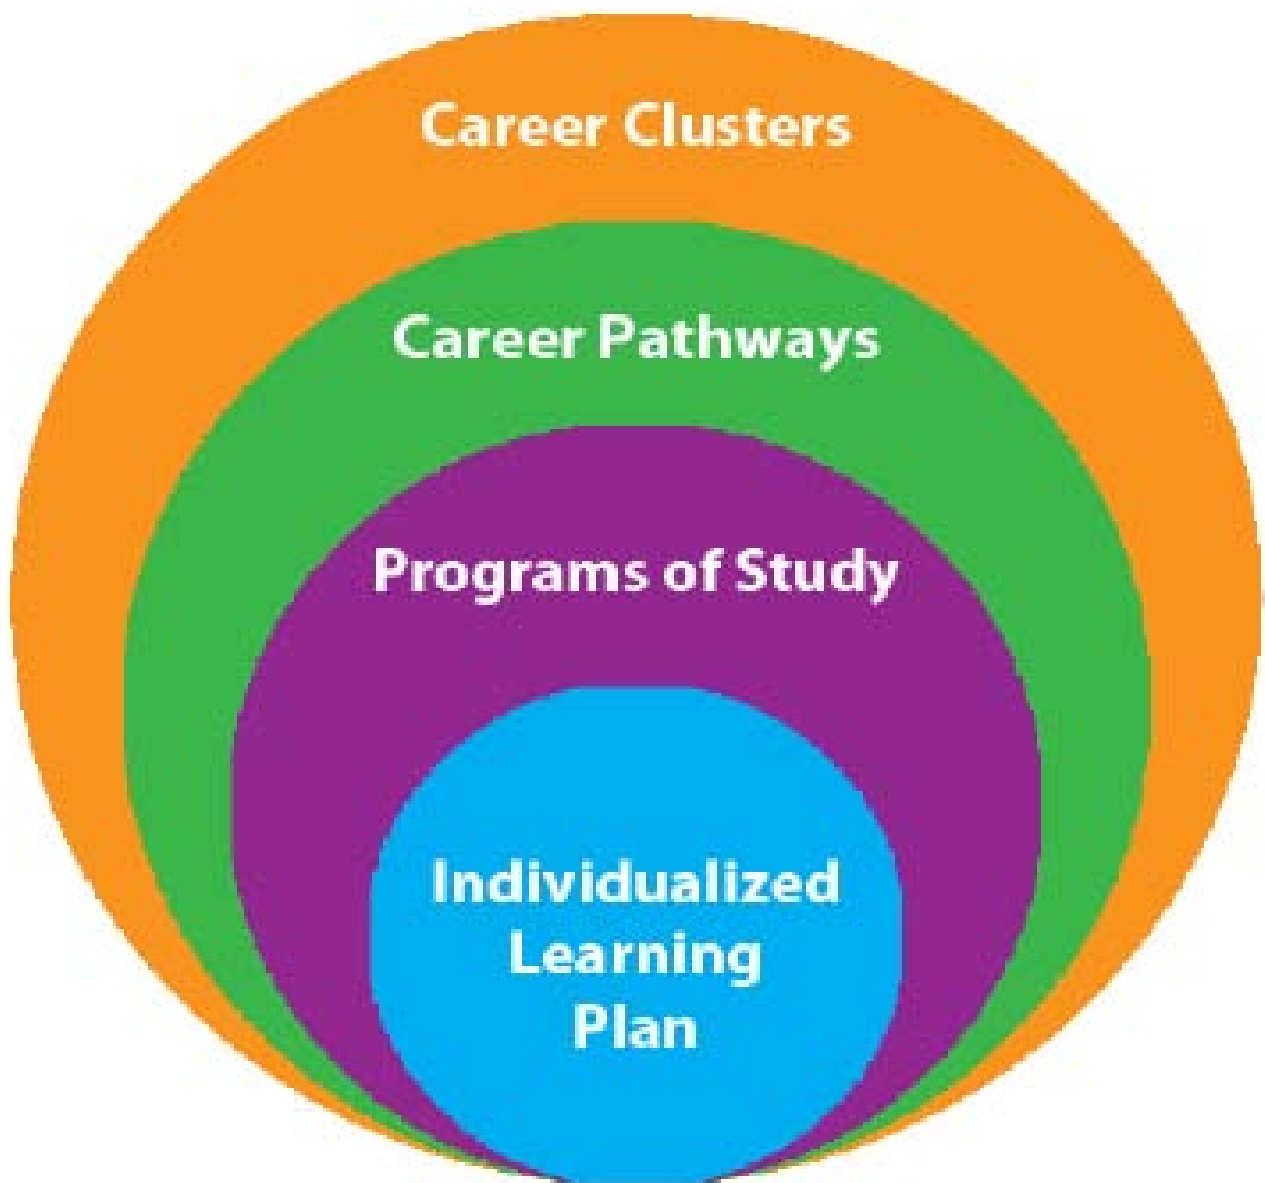 Career Clusters
Career Pathways
Programs of Study
Individualized
Learning
Plan